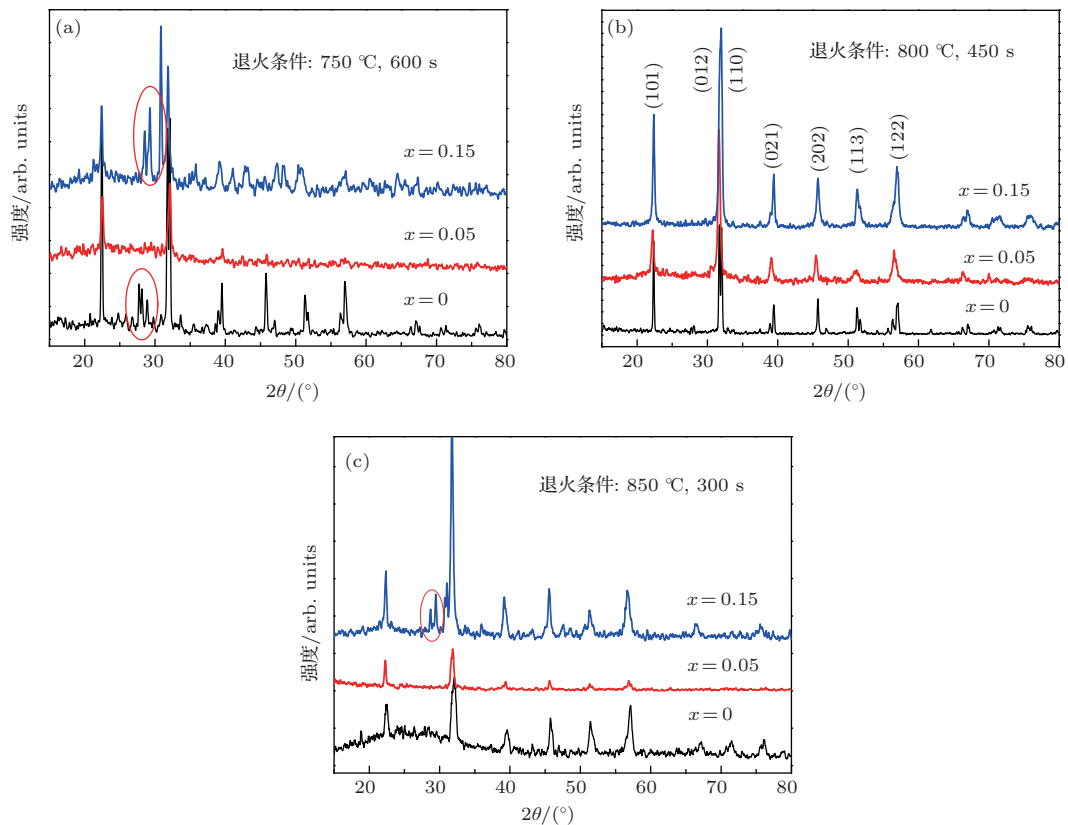 (a)
退火条件: 750 ℃, 600 s
x=0.15
x=0.05
x=0
强度/arb. units
20 30 40 50 60 70 80
2θ/(°)
(b)
退火条件: 800 ℃, 450 s
(101)
(012)
(110)
(021)
(202)
(113)
(122)
x=0.15
x=0.05
x=0
强度/arb. units
20 30 40 50 60 70 80
2θ/(°)
(c)
退火条件: 850 ℃, 300 s
x=0.15
x=0.05
x=0
强度/arb. units
20 30 40 50 60 70 80
2θ/(°)